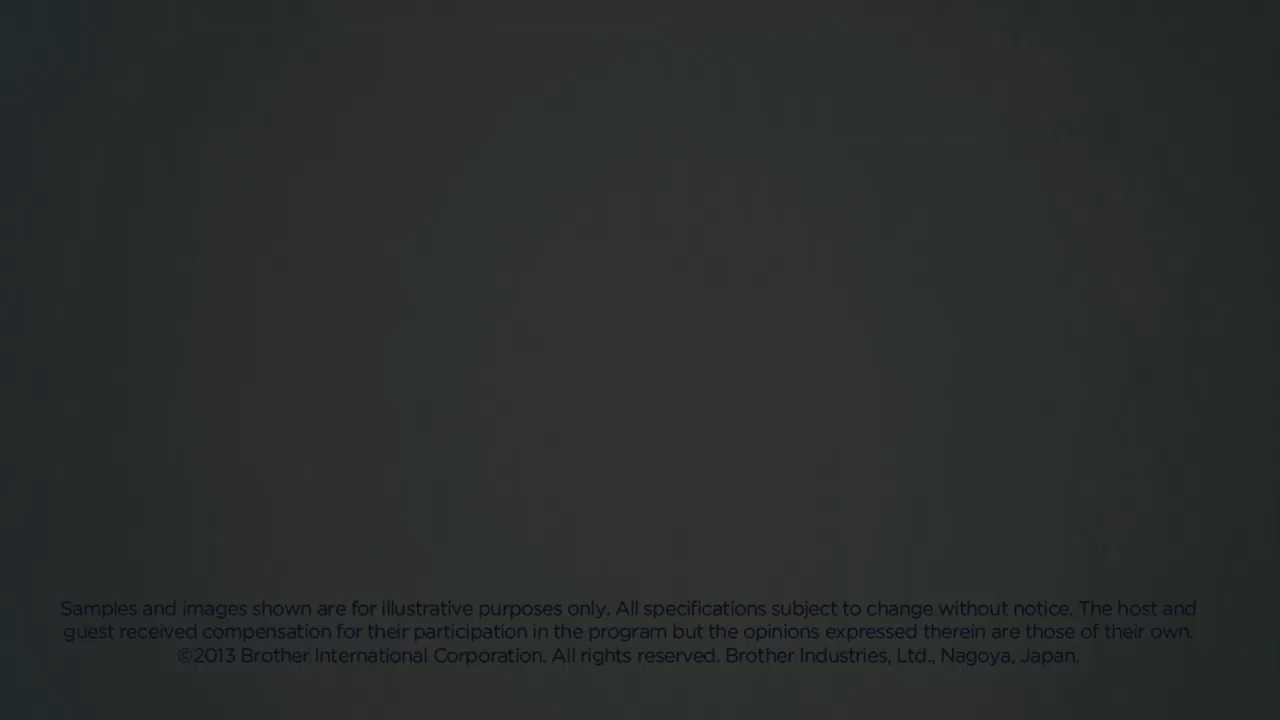 Samples and images shown are for illustrative purposes only. All specifications subject to change without notice. The host and
guest received compensation for their participation in the program but the opinions expressed therein are those of their own.
©2013 Brother International Corporation. All rights reserved. Brother Industries, Ltd., Nagoya, Japan.